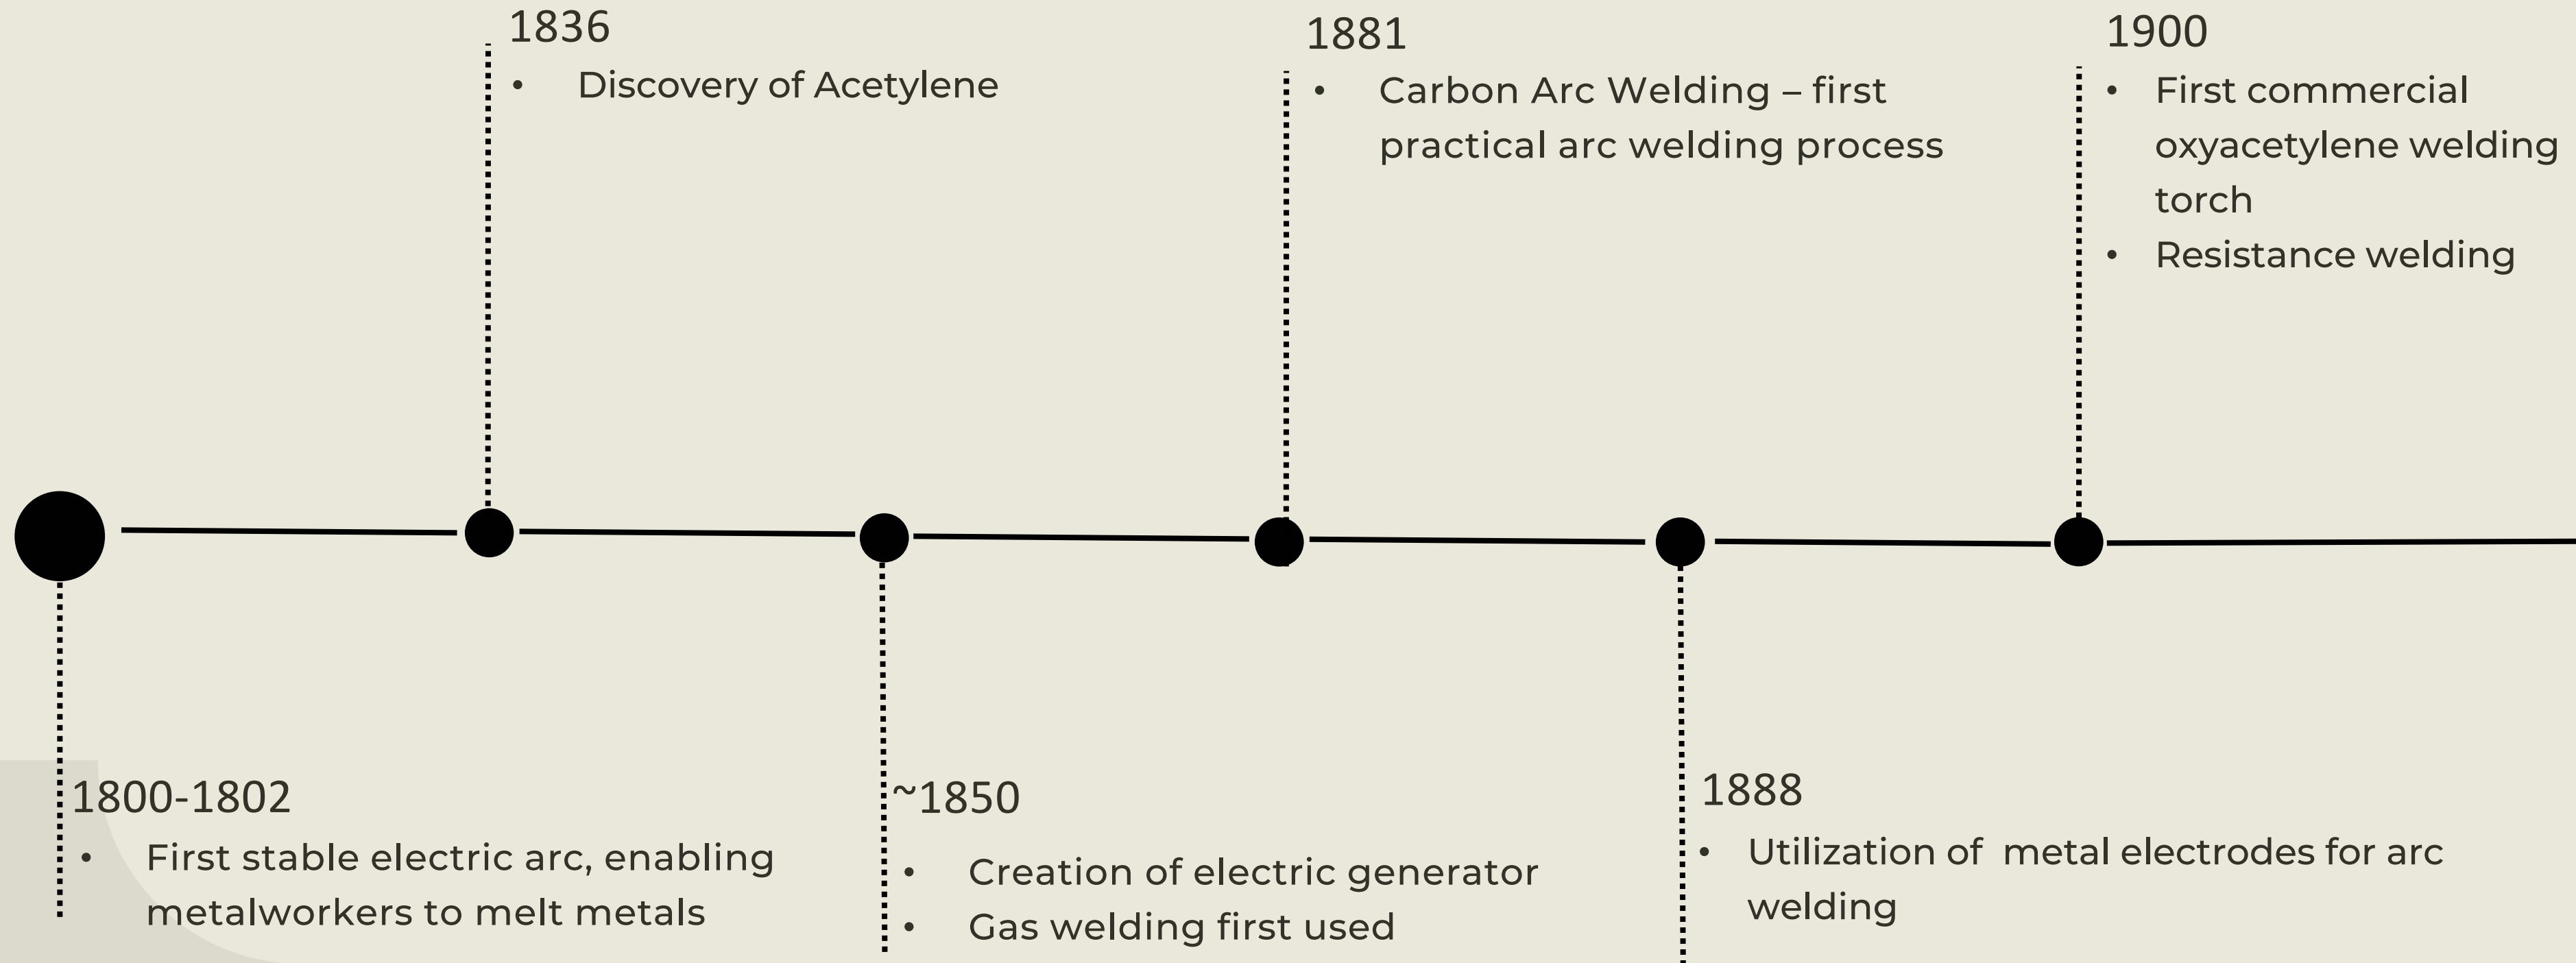 1836
• Discovery of Acetylene
1881
• Carbon Arc Welding – first
practical arc welding process
1900
• First commercial
oxyacetylene welding
torch
• Resistance welding
1800-1802
• First stable electric arc, enabling
metalworkers to melt metals
~1850
• Creation of electric generator
• Gas welding first used
1888
• Utilization of  metal electrodes for arc
welding